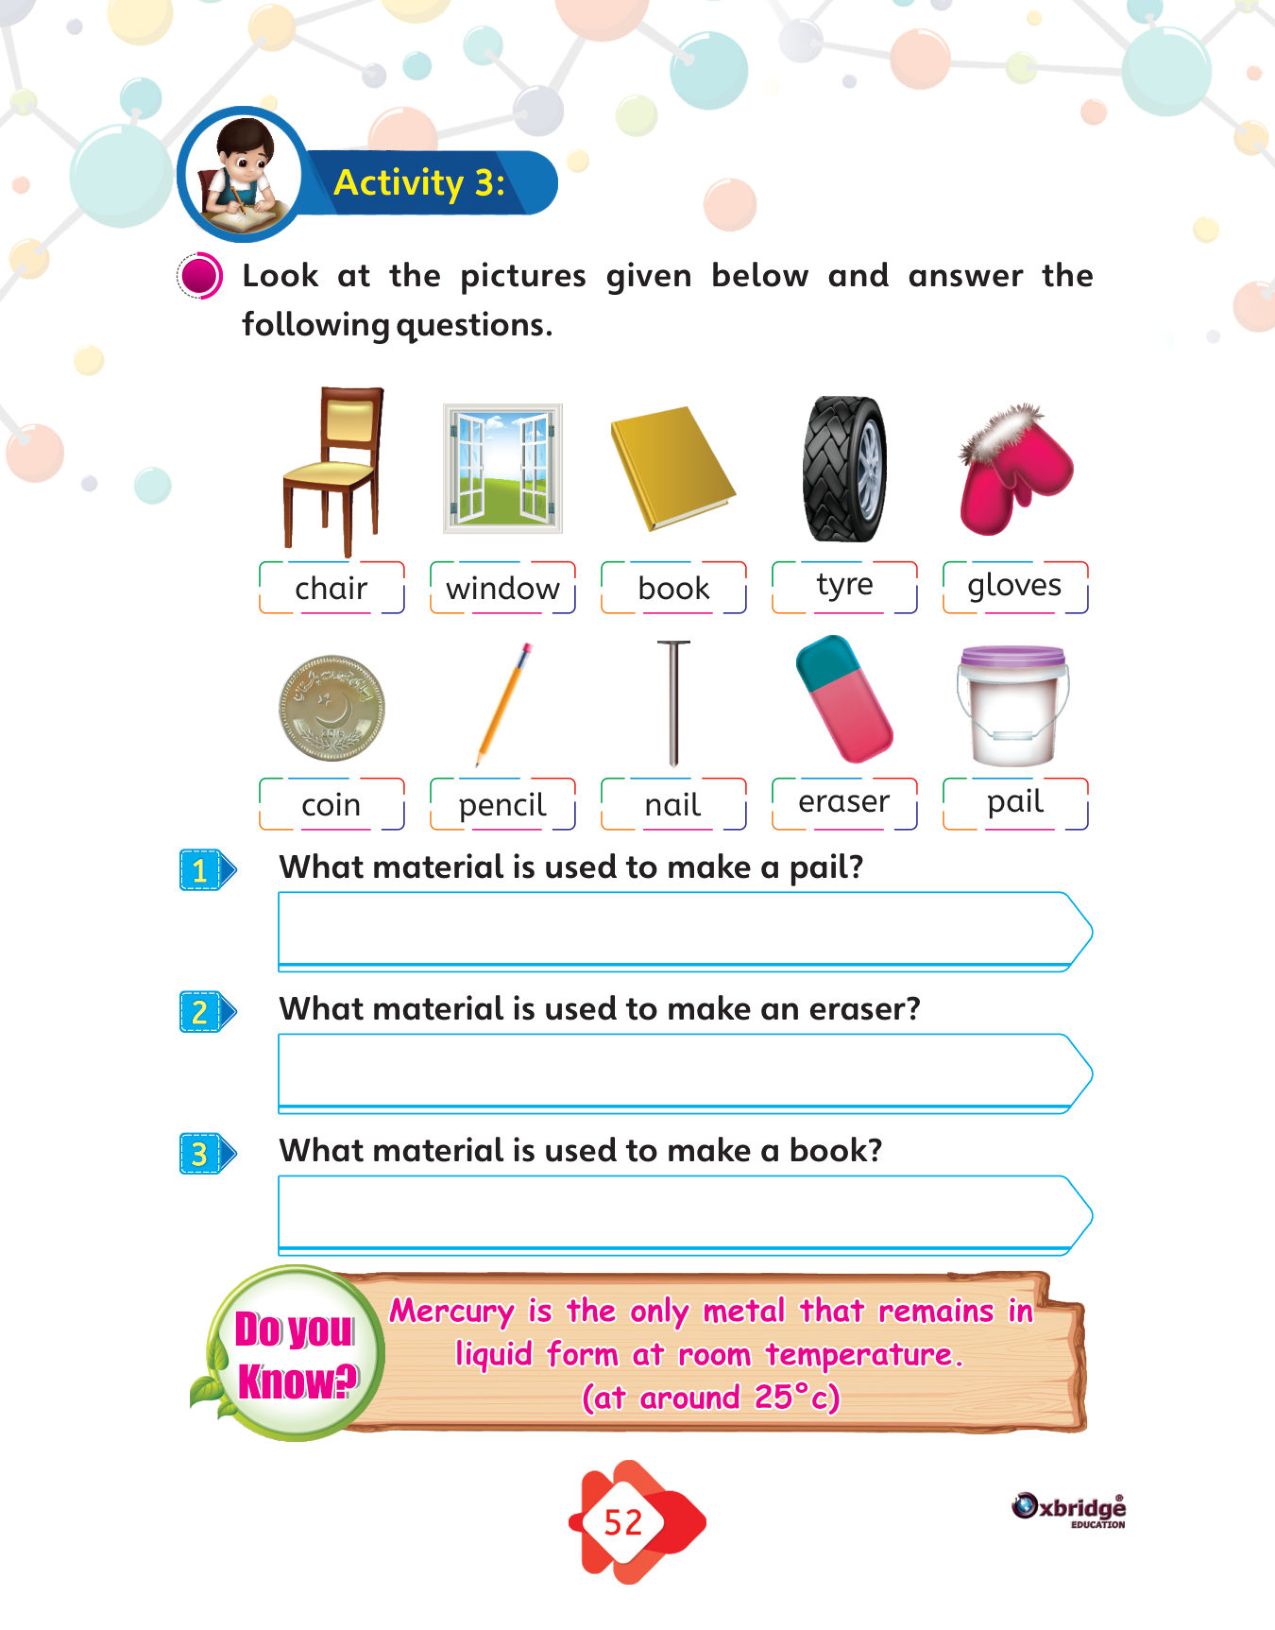 Activity 3:
Look at the pictures given below and answer the
following questions.
chair window book tyre gloves
coin pencil nail eraser pail
1 What material is used to make a pail?
2 What material is used to make an eraser?
3 What material is used to make a book?
Do you
Know?
Mercury is the only metal that remains in
liquid form at room temperature.
(at around 25°c)
52
Oxbridge®
EDUCATION